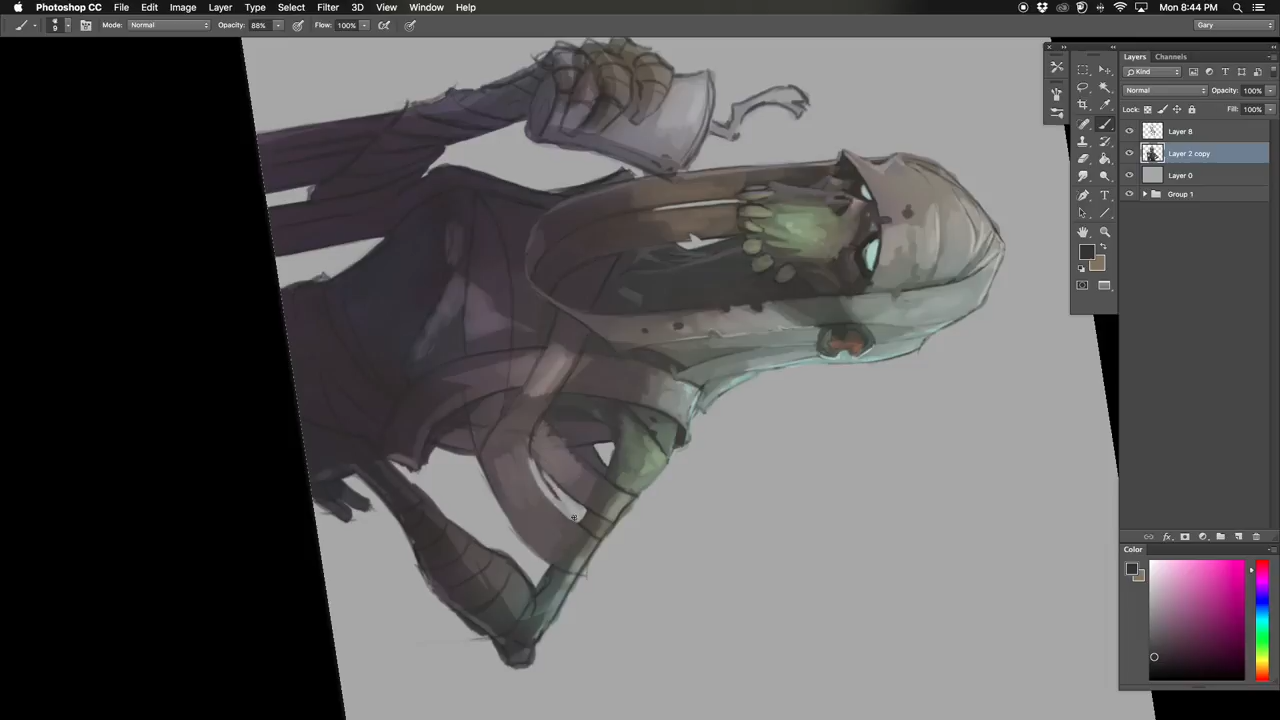 Photoshop CC File Edit Image Layer Type Select Filter 3D View Window Help Mon 8:44 PM
9 Mode: Normal Opacity: 88% Flow: 100% Gary
Layers Channels
Kind
Normal Opacity: 100%
Lock: Fill: 100%
Layer 8
Layer 2 copy
Layer 0
Group 1
Color